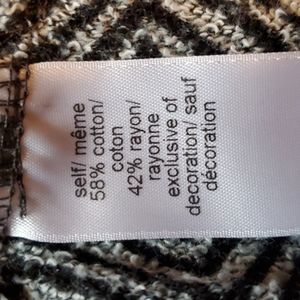 self/ même
58% cotton/
coton
42% rayon/
rayonne
exclusive of
decoration/ sauf
décoration